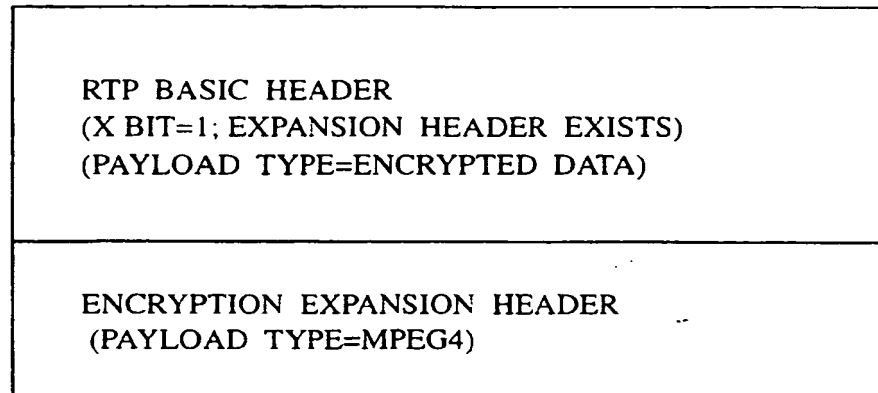 RTP BASIC HEADER
(X BIT=1; EXPANSION HEADER EXISTS)
(PAYLOAD TYPE=ENCRYPTED DATA)
ENCRYPTION EXPANSION HEADER
(PAYLOAD TYPE=MPEG4)